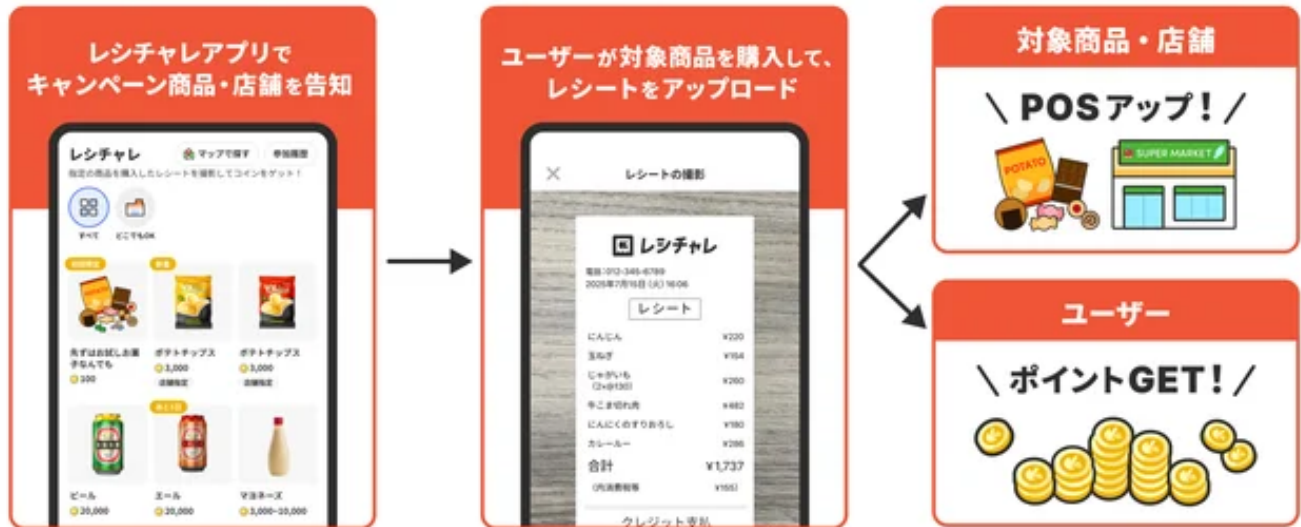 レシチャレアプリで
キャンペーン商品・店舗を告知
レシチャレ
マップで探す
参加履歴
指定の商品を購入したレシートを撮影してコインをゲット！
すべて
どこでもOK
初回限定
新着
POTATO
先ずはお試しお菓
子なんでも
100
ポテトチップス
3,000
店舗指定
ポテトチップス
3,000
店舗指定
あと1日
ビール
20,000
エール
20,000
マヨネーズ
3,000~10,000
ユーザーが対象商品を購入して、
レシートをアップロード
レシートの撮影
レシチャレ
電話：012-345-6789
2025年7月15日（火）16:06
レシート
にんじん ¥220
玉ねぎ ¥154
じゃがいも
（2×@130） ¥260
牛こま切れ肉 ¥482
にんにくのすりおろし ¥180
カレールー ¥286
合計 ¥1,737
（内消費税等 ¥155）
クレジット支払
対象商品・店舗
\ POSアップ！ /
POTATO
SUPER MARKET
ユーザー
\ ポイントGET！ /